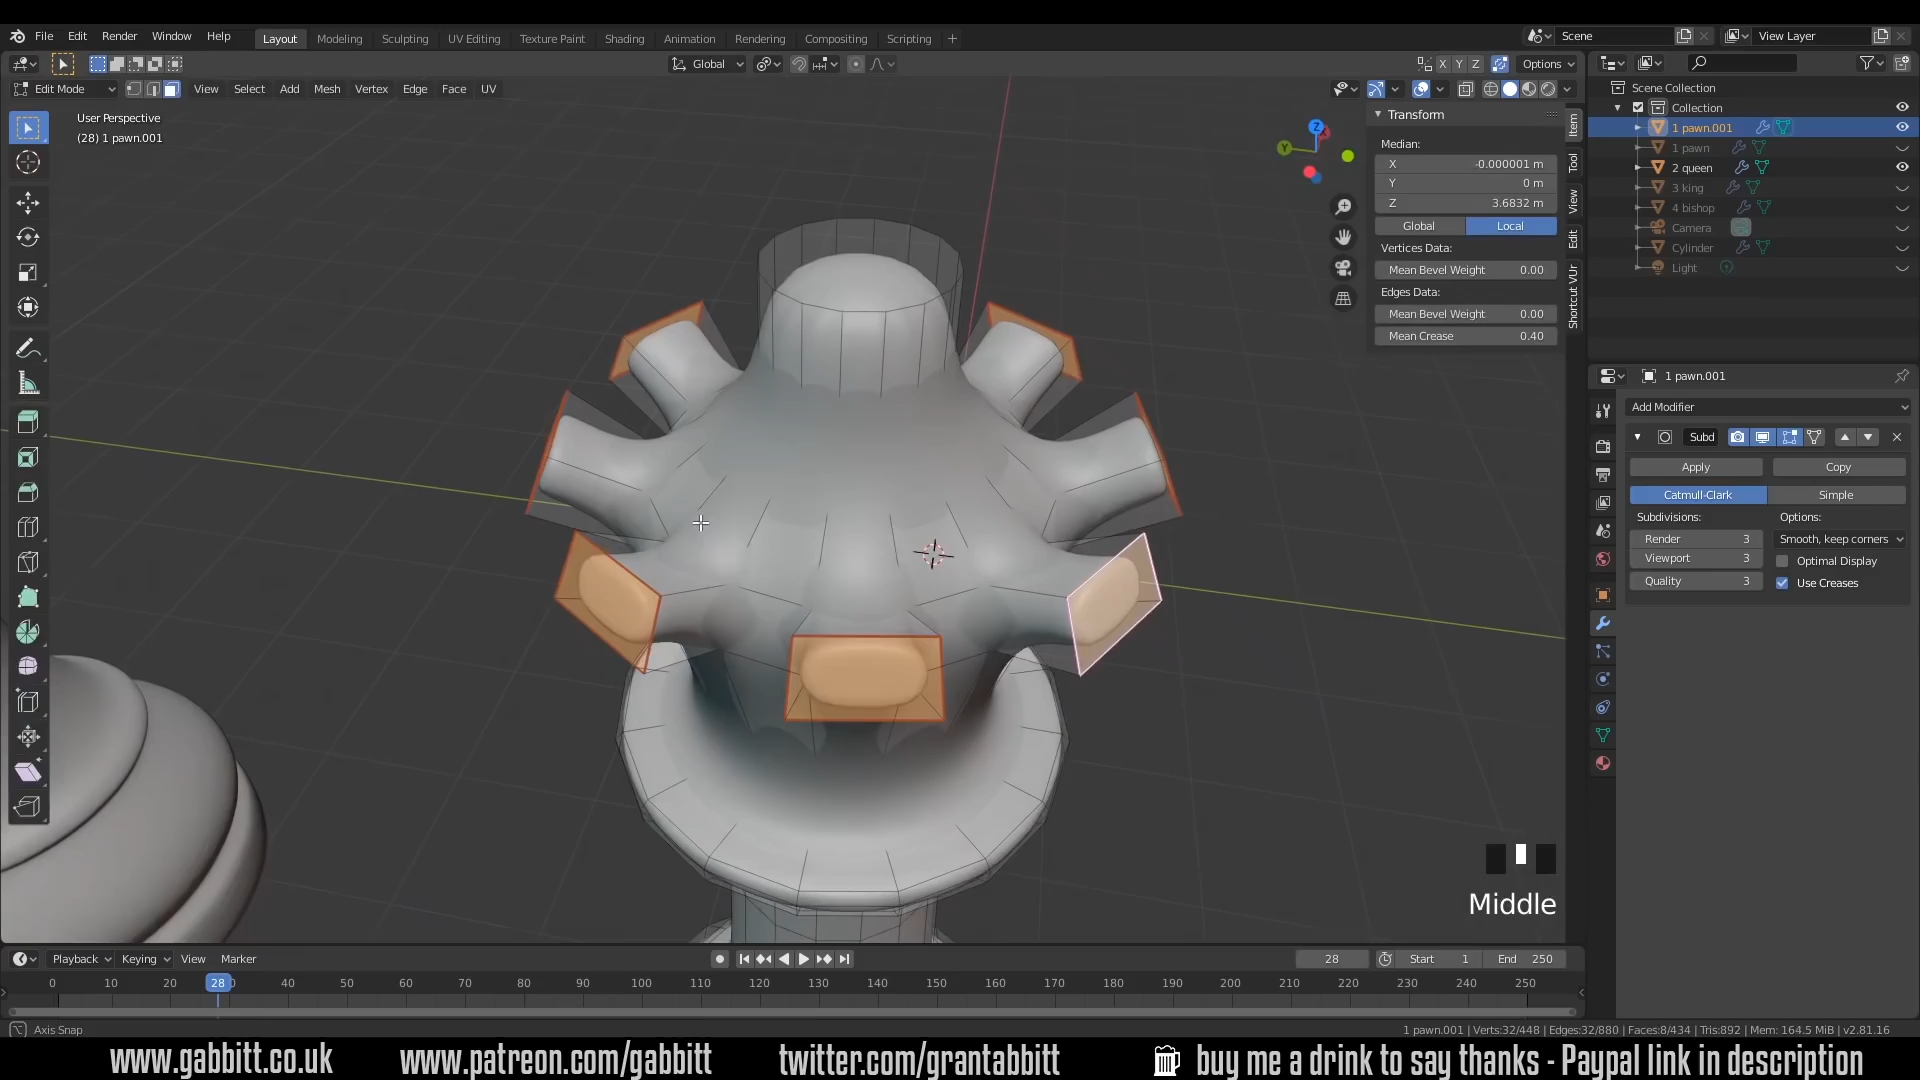 File Edit Render Window Help Layout Modeling Sculpting UV Editing Texture Paint Shading Animation Rendering Compositing Scripting + Scene View Layer
Global X Y Z Options
Edit Mode View Select Add Mesh Vertex Edge Face UV
User Perspective
(28) 1 pawn.001
Z
Y
Transform
Median:
X -0.000001 m
Y 0 m
Z 3.6832 m
Global Local
Vertices Data:
Mean Bevel Weight 0.00
Edges Data:
Mean Bevel Weight 0.00
Mean Crease 0.40
Item
Tool
View
Edit
Shortcut VUr
Scene Collection
Collection
1 pawn.001
1 pawn
2 queen
3 king
4 bishop
Camera
Cylinder
Light
1 pawn.001
Add Modifier
Subd
Apply Copy
Catmull-Clark Simple
Subdivisions: Options:
Render 3 Smooth, keep corners
Viewport 3 Optimal Display
Quality 3 Use Creases
Middle
Playback Keying View Marker 28 Start 1 End 250
0 10 20 28 40 50 60 70 80 90 100 110 120 130 140 150 160 170 180 190 200 210 220 230 240 250
Axis Snap
1 pawn.001 | Verts:32/448 | Edges:32/880 | Faces:8/434 | Tris:892 | Mem: 164.5 MiB | v2.81.16
www.gabbitt.co.uk www.patreon.com/gabbitt twitter.com/grantabbitt buy me a drink to say thanks - Paypal link in description